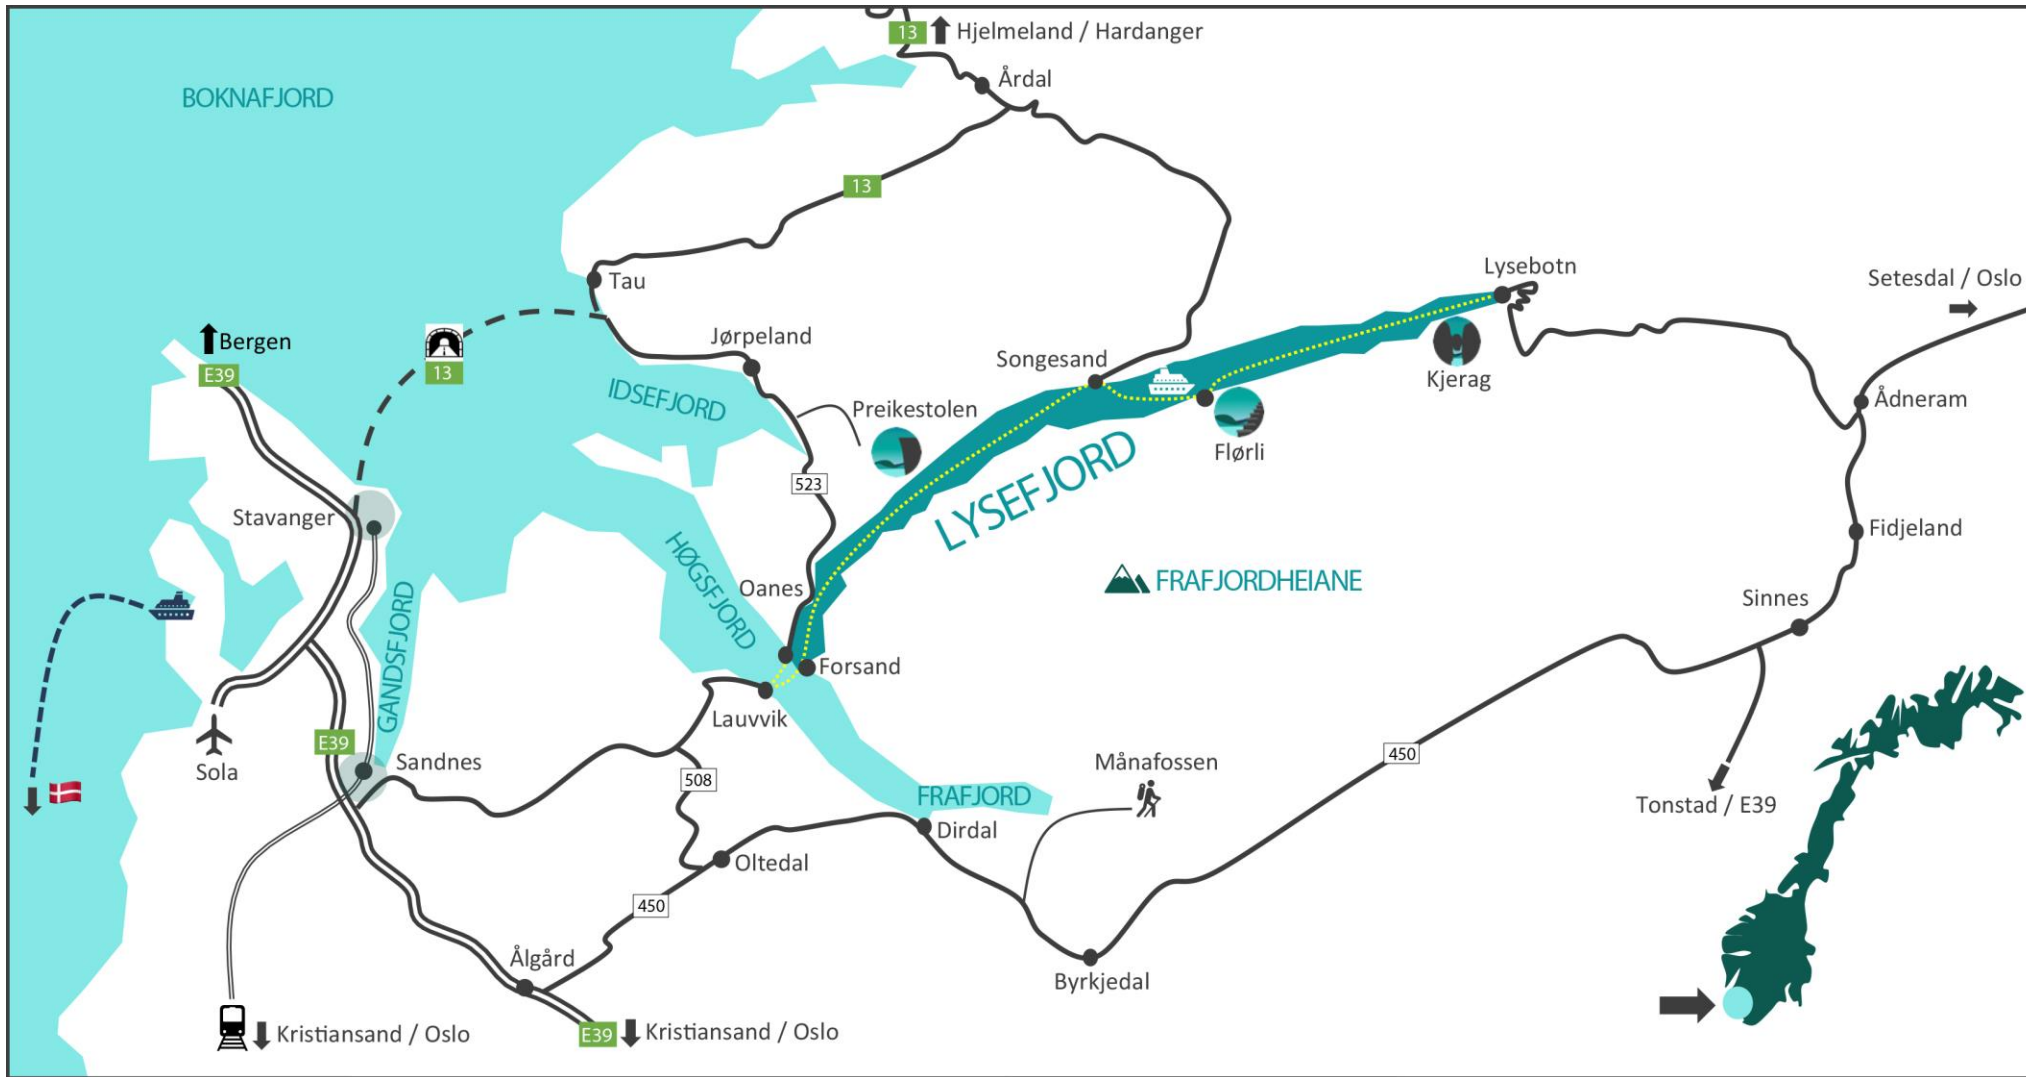 13
Hjelmeland / Hardanger
Årdal
BOKNAFJORD
13
Tau
Lysebotn
Setesdal / Oslo
Bergen
E39
13
Jørpeland
Songesand
Kjerag
IDSEFJORD
Preikestolen
Ådneram
Flørli
LYSEFJORD
523
Stavanger
Fidjeland
HØGSFJORD
Oanes
FRAFJORDHEIANE
Sinnes
GANDSFJORD
Forsand
Lauvvik
E39
Sandnes
Sola
508
Månafossen
450
FRAFJORD
Tonstad / E39
Dirdal
Oltedal
450
Ålgård
Byrkjedal
Kristiansand / Oslo
E39
Kristiansand / Oslo